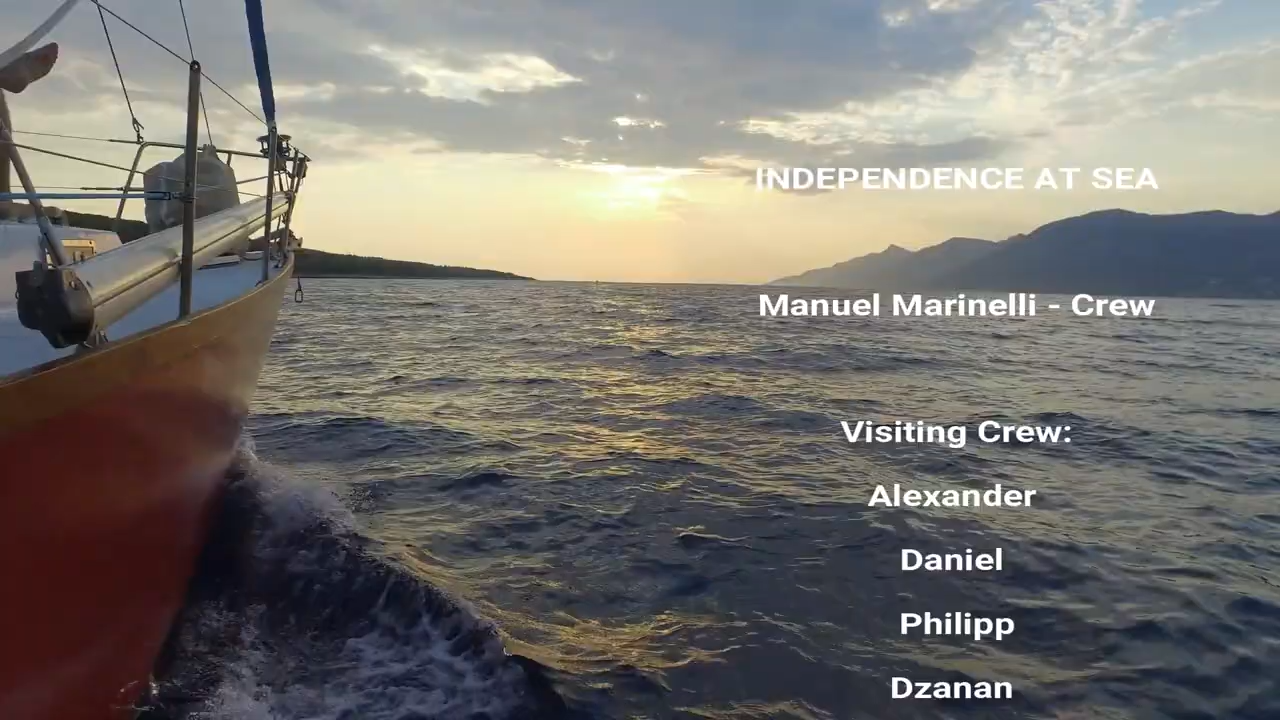 INDEPENDENCE AT SEA
Manuel Marinelli - Crew
Visiting Crew:
Alexander
Daniel
Philipp
Dzanan